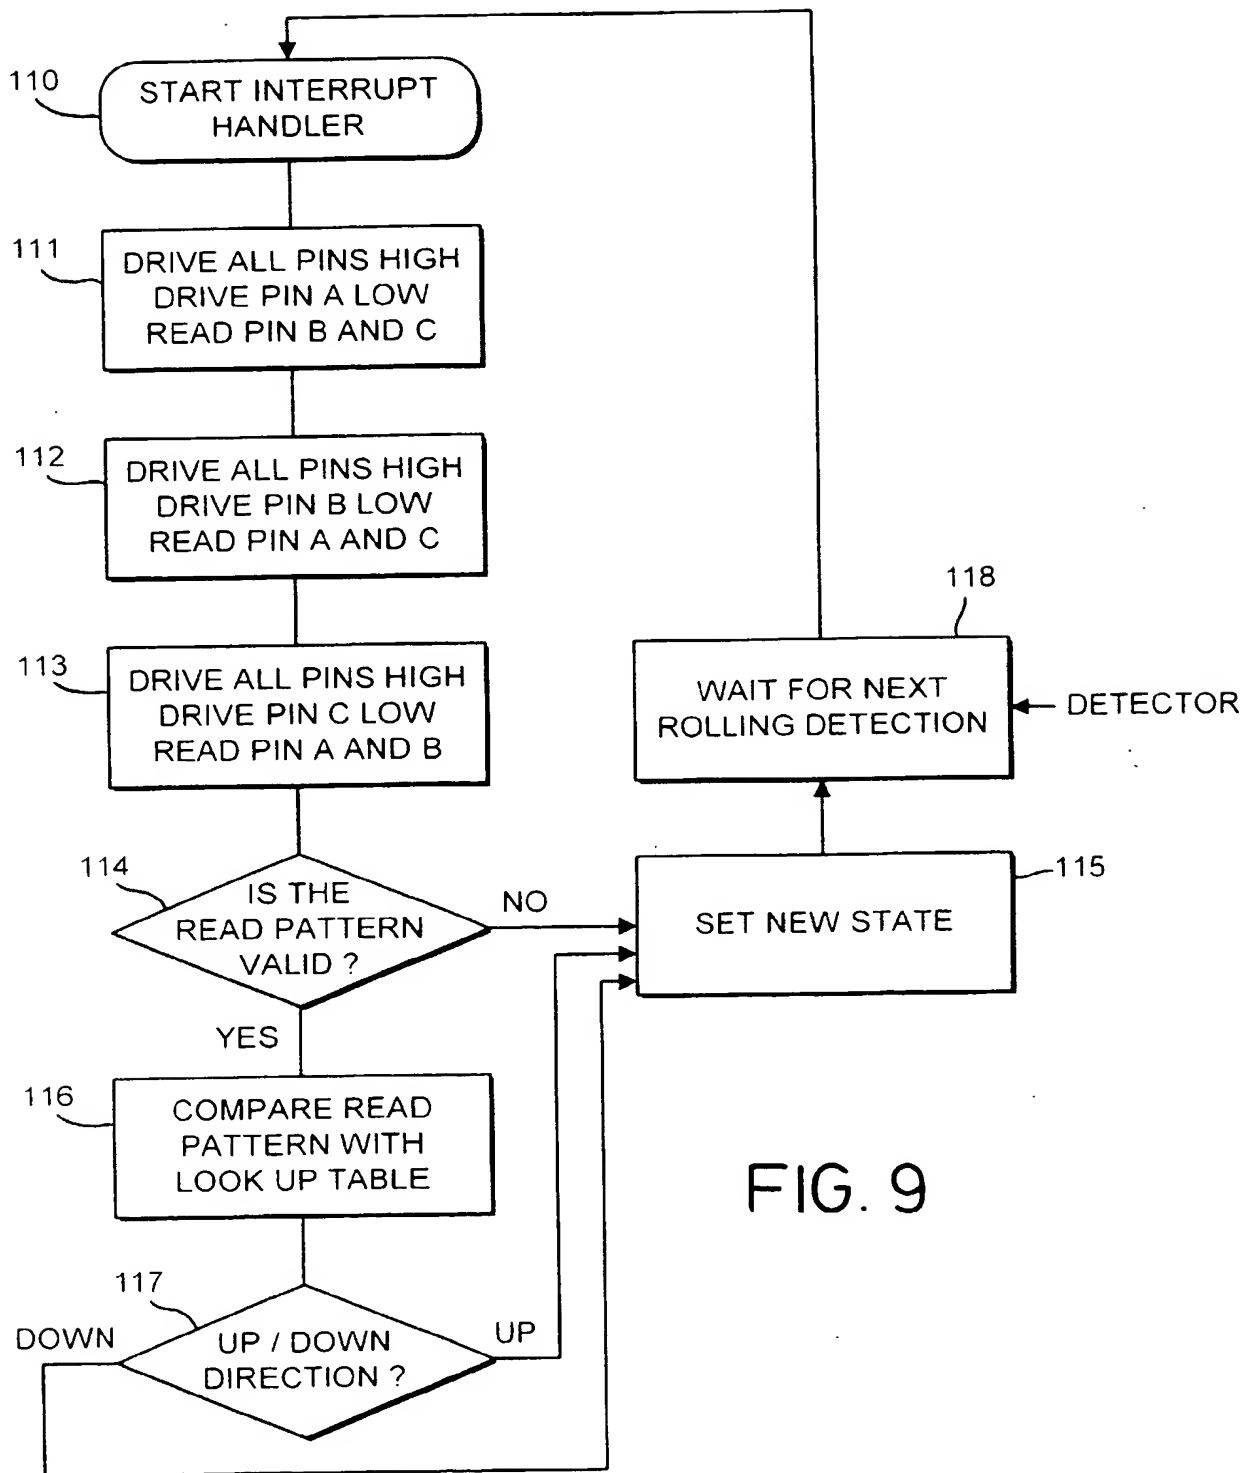 110
START INTERRUPT
HANDLER
111
DRIVE ALL PINS HIGH
DRIVE PIN A LOW
READ PIN B AND C
112
DRIVE ALL PINS HIGH
DRIVE PIN B LOW
READ PIN A AND C
113
DRIVE ALL PINS HIGH
DRIVE PIN C LOW
READ PIN A AND B
114
IS THE
READ PATTERN
VALID ?
NO
YES
116
COMPARE READ
PATTERN WITH
LOOK UP TABLE
117
UP / DOWN
DIRECTION ?
DOWN
UP
118
WAIT FOR NEXT
ROLLING DETECTION
DETECTOR
115
SET NEW STATE
FIG. 9